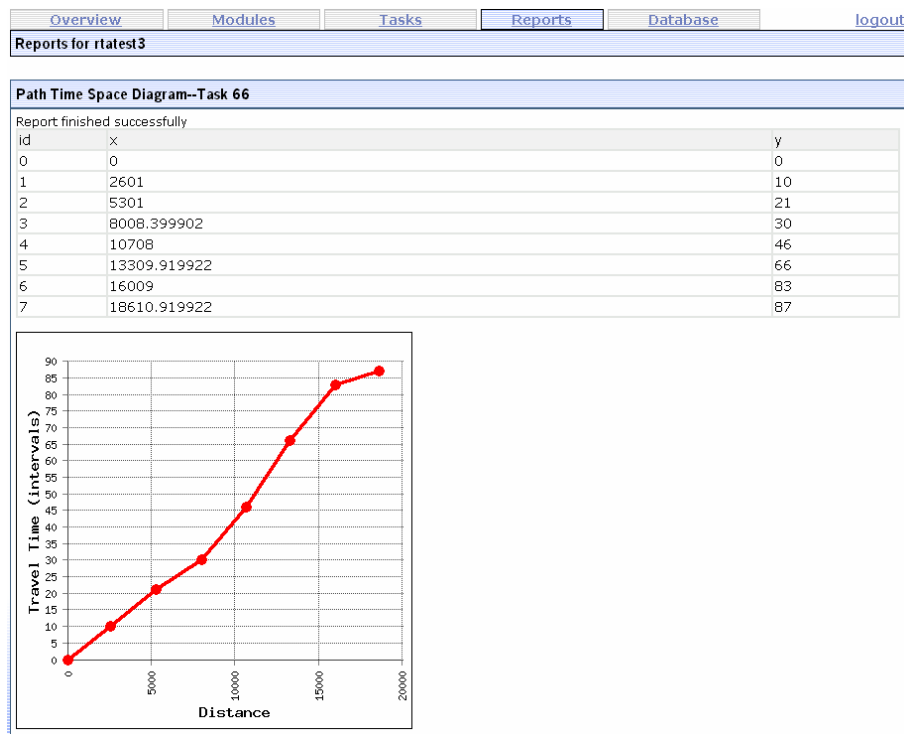 Overview Modules Tasks Reports Database logout
Reports for rtatest3
Path Time Space Diagram--Task 66
Report finished successfully
id x y
0 0 0
1 2601 10
2 5301 21
3 8008.399902 30
4 10708 46
5 13309.919922 66
6 16009 83
7 18610.919922 87
90
85
80
75
70
65
60
55
50
45
40
35
30
25
20
15
10
5
0
Travel Time (intervals)
0 5000 10000 15000 20000
Distance